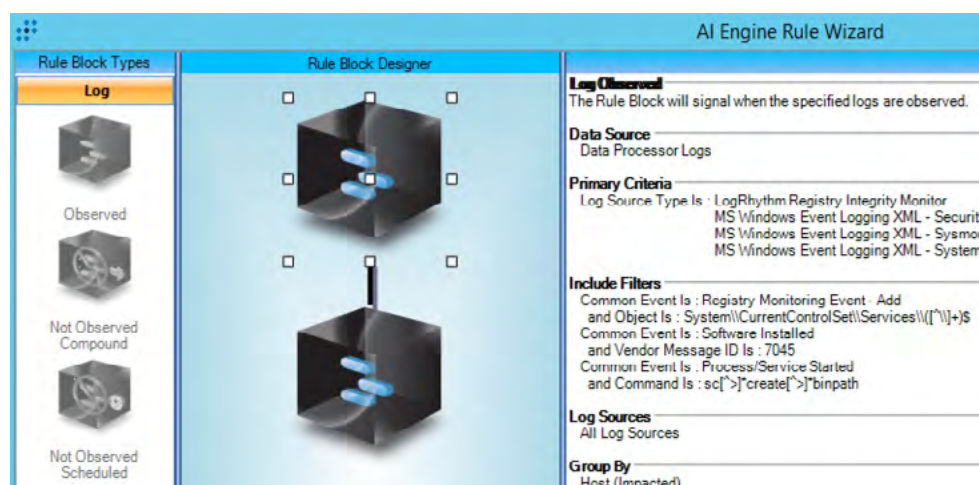 AI Engine Rule Wizard
Rule Block Types
Log
Observed
Not Observed
Compound
Not Observed
Scheduled
Rule Block Designer
Log Observed
The Rule Block will signal when the specified logs are observed.
Data Source
Data Processor Logs
Primary Criteria
Log Source Type Is : LogRhythm Registry Integrity Monitor
MS Windows Event Logging XML - Securit
MS Windows Event Logging XML - Sysmo
MS Windows Event Logging XML - System
Include Filters
Common Event Is : Registry Monitoring Event - Add
and Object Is : System\\CurrentControlSet\\Services\\([^\\]+)$
Common Event Is : Software Installed
and Vendor Message ID Is : 7045
Common Event Is : Process/Service Started
and Command Is : sc[^>]*create[^>]*binpath
Log Sources
All Log Sources
Group By
Host (Impacted)